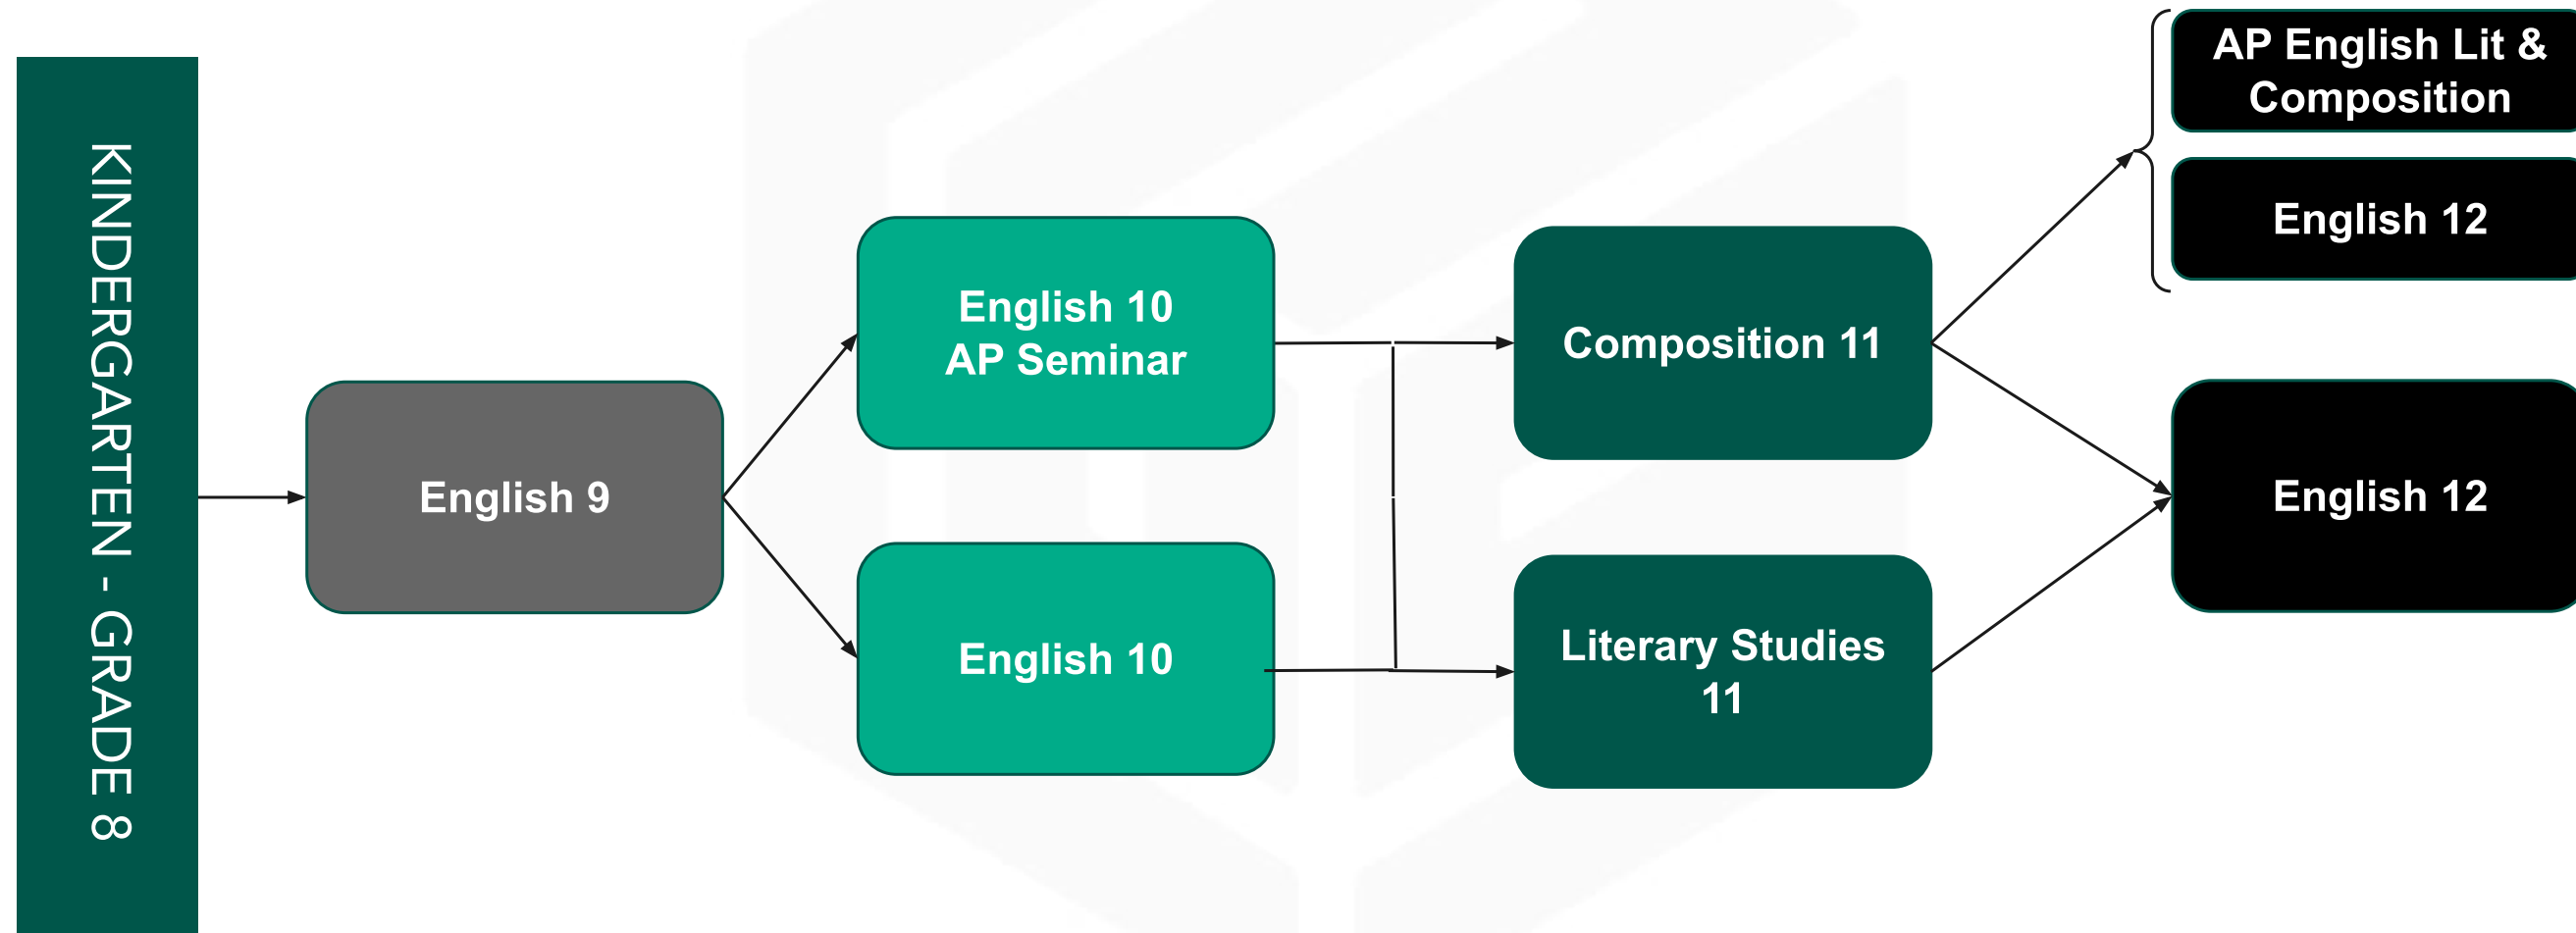 KINDERGARTEN - GRADE 8
English 9
English 10
AP Seminar
English 10
Composition 11
Literary Studies
11
AP English Lit &
Composition
English 12
English 12